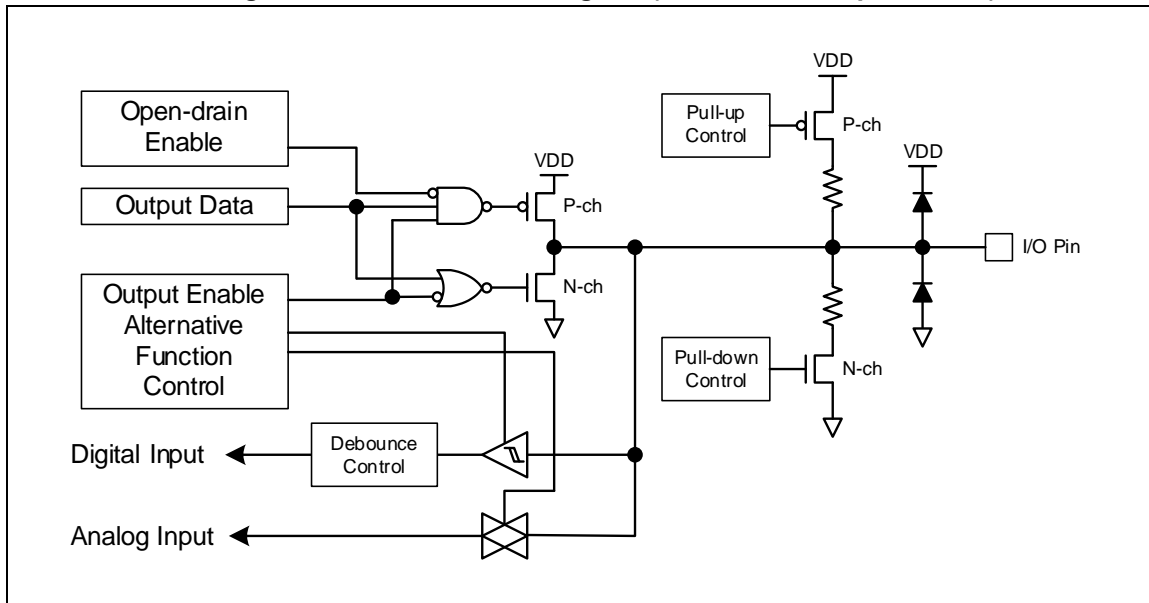 Open-drain
Enable
Output Data
Output Enable
Alternative
Function
Control
VDD
P-ch
N-ch
Pull-up
Control
VDD
P-ch
VDD
I/O Pin
Pull-down
Control
N-ch
Digital Input
Debounce
Control
Analog Input